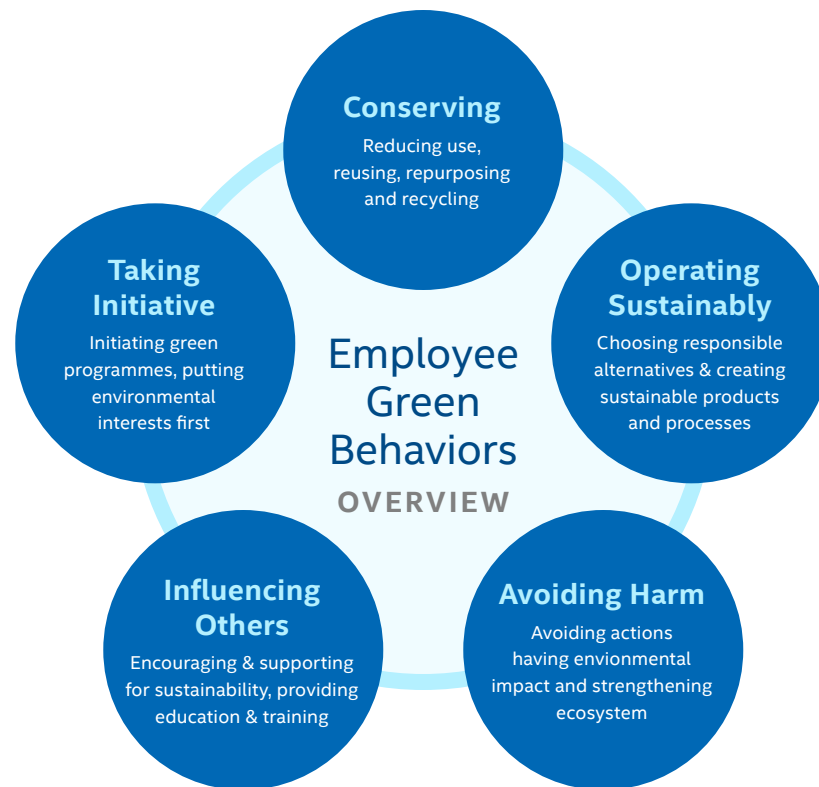 Conserving
Reducing use,
reusing, repurposing
and recycling
Operating
Sustainably
Choosing responsible
alternatives & creating
sustainable products
and processes
Avoiding Harm
Avoiding actions
having envionmental
impact and strengthening
ecosystem
Influencing
Others
Encouraging & supporting
for sustainability, providing
education & training
Taking
Initiative
Initiating green
programmes, putting
environmental
interests first
Employee
Green
Behaviors
OVERVIEW